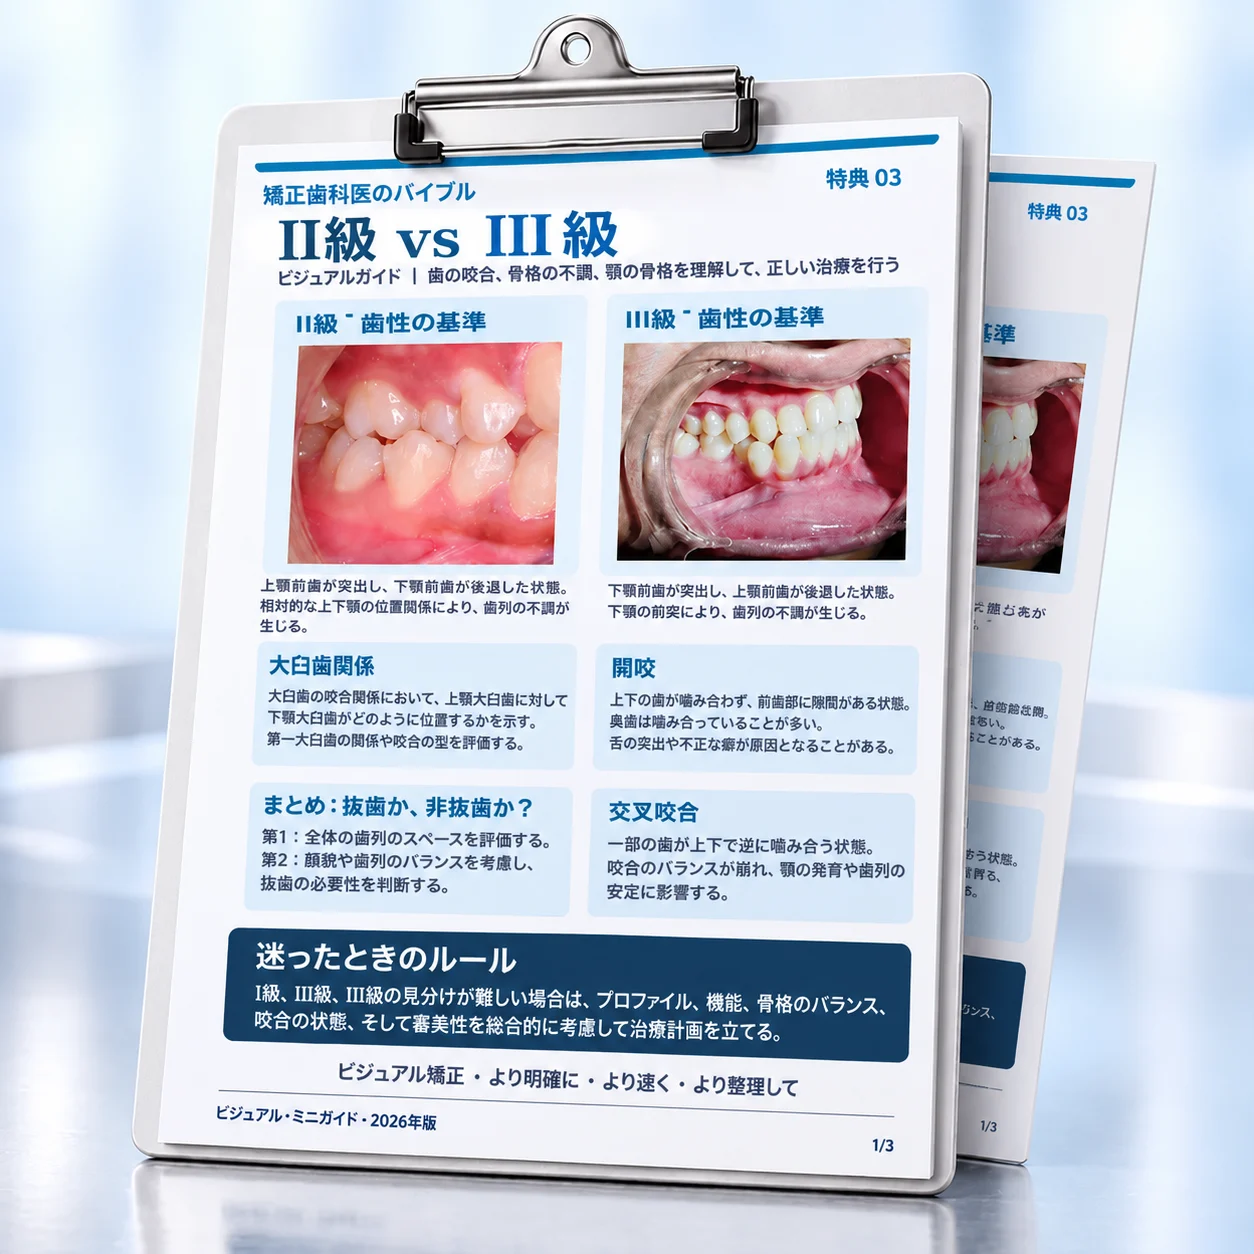 矯正歯科医のバイブル
特典 03
II級 vs III級
ビジュアルガイド | 歯の咬合、骨格の不調、顎の骨格を理解して、正しい治療を行う
II級 - 歯性の基準
上顎前歯が突出し、下顎前歯が後退した状態。
相対的な上下顎の位置関係により、歯列の不調が
生じる。
III級 - 歯性の基準
下顎前歯が突出し、上顎前歯が後退した状態。
下顎の前突により、歯列の不調が生じる。
大臼歯関係
大臼歯の咬合関係において、上顎大臼歯に対して
下顎大臼歯がどのように位置するかを示す。
第一大臼歯の関係や咬合の型を評価する。
開咬
上下の歯が噛み合わず、前歯部に隙間がある状態。
奥歯は噛み合っていることが多い。
舌の突出や不正な癖が原因となることがある。
まとめ：抜歯か、非抜歯か？
第1：全体の歯列のスペースを評価する。
第2：顔貌や歯列のバランスを考慮し、
抜歯の必要性を判断する。
交叉咬合
一部の歯が上下で逆に噛み合う状態。
咬合のバランスが崩れ、顎の発育や歯列の
安定に影響する。
迷ったときのルール
I級、III級、III級の見分けが難しい場合は、プロファイル、機能、骨格のバランス、
咬合の状態、そして審美性を総合的に考慮して治療計画を立てる。
ビジュアル矯正・より明確に・より速く・より整理して
ビジュアル・ミニガイド・2026年版
1/3
特典 03
基準
ことがある。
う状態。
ンス、
1/3